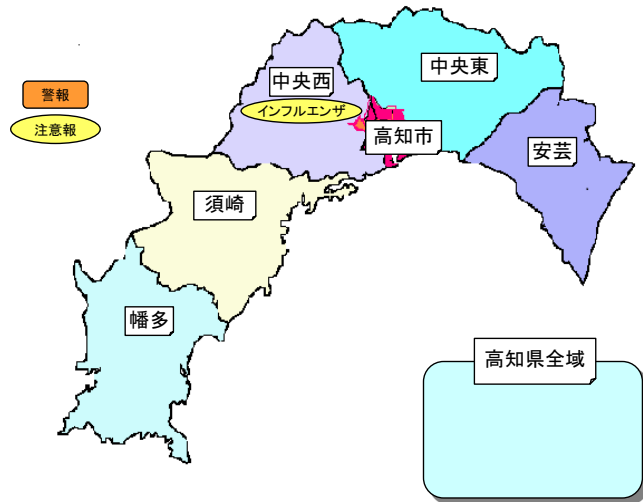 中央東
中央西
警報
インフルエンザ
注意報
高知市
安芸
須崎
幡多
高知県全域